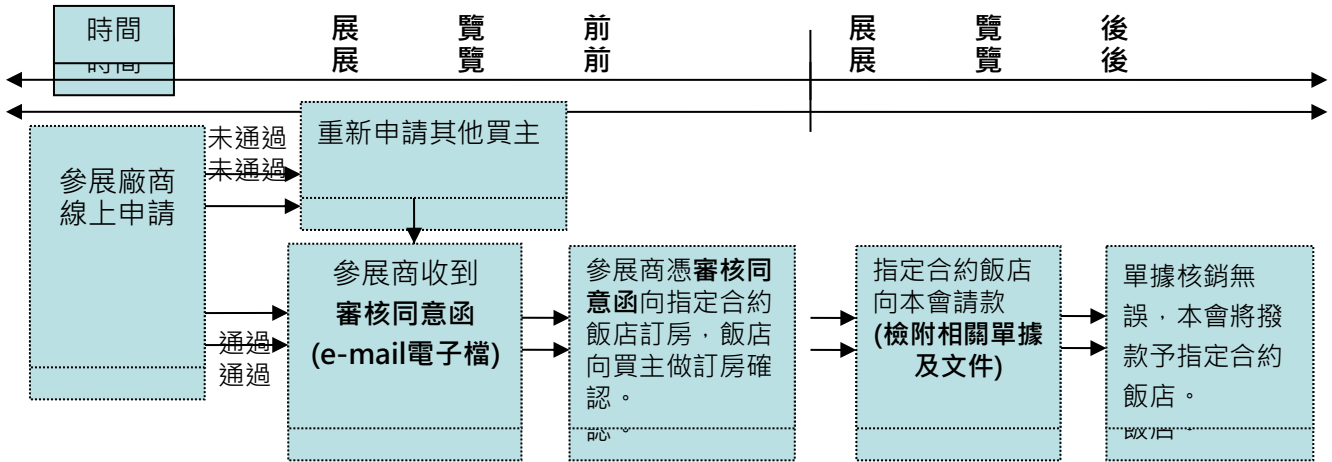 時間
時間
展 覽 前
展 覽 前
展 覽 後
展 覽 後
參展廠商
線上申請
未通過
未通過
重新申請其他買主
通過
通過
參展商收到
審核同意函
(e-mail電子檔)
參展商憑審核同
意函向指定合約
飯店訂房，飯店
向買主做訂房確
認。
認。
指定合約飯店
向本會請款
(檢附相關單據
及文件)
單據核銷無
誤，本會將撥
款予指定合約
飯店。
飯店。